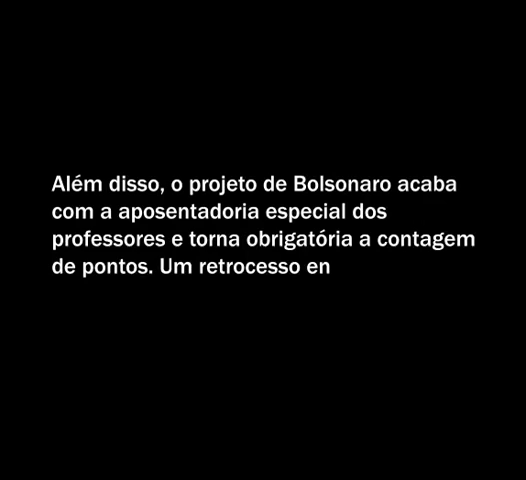 Além disso, o projeto de Bolsonaro acaba
com a aposentadoria especial dos
professores e torna obrigatória a contagem
de pontos. Um retrocesso en